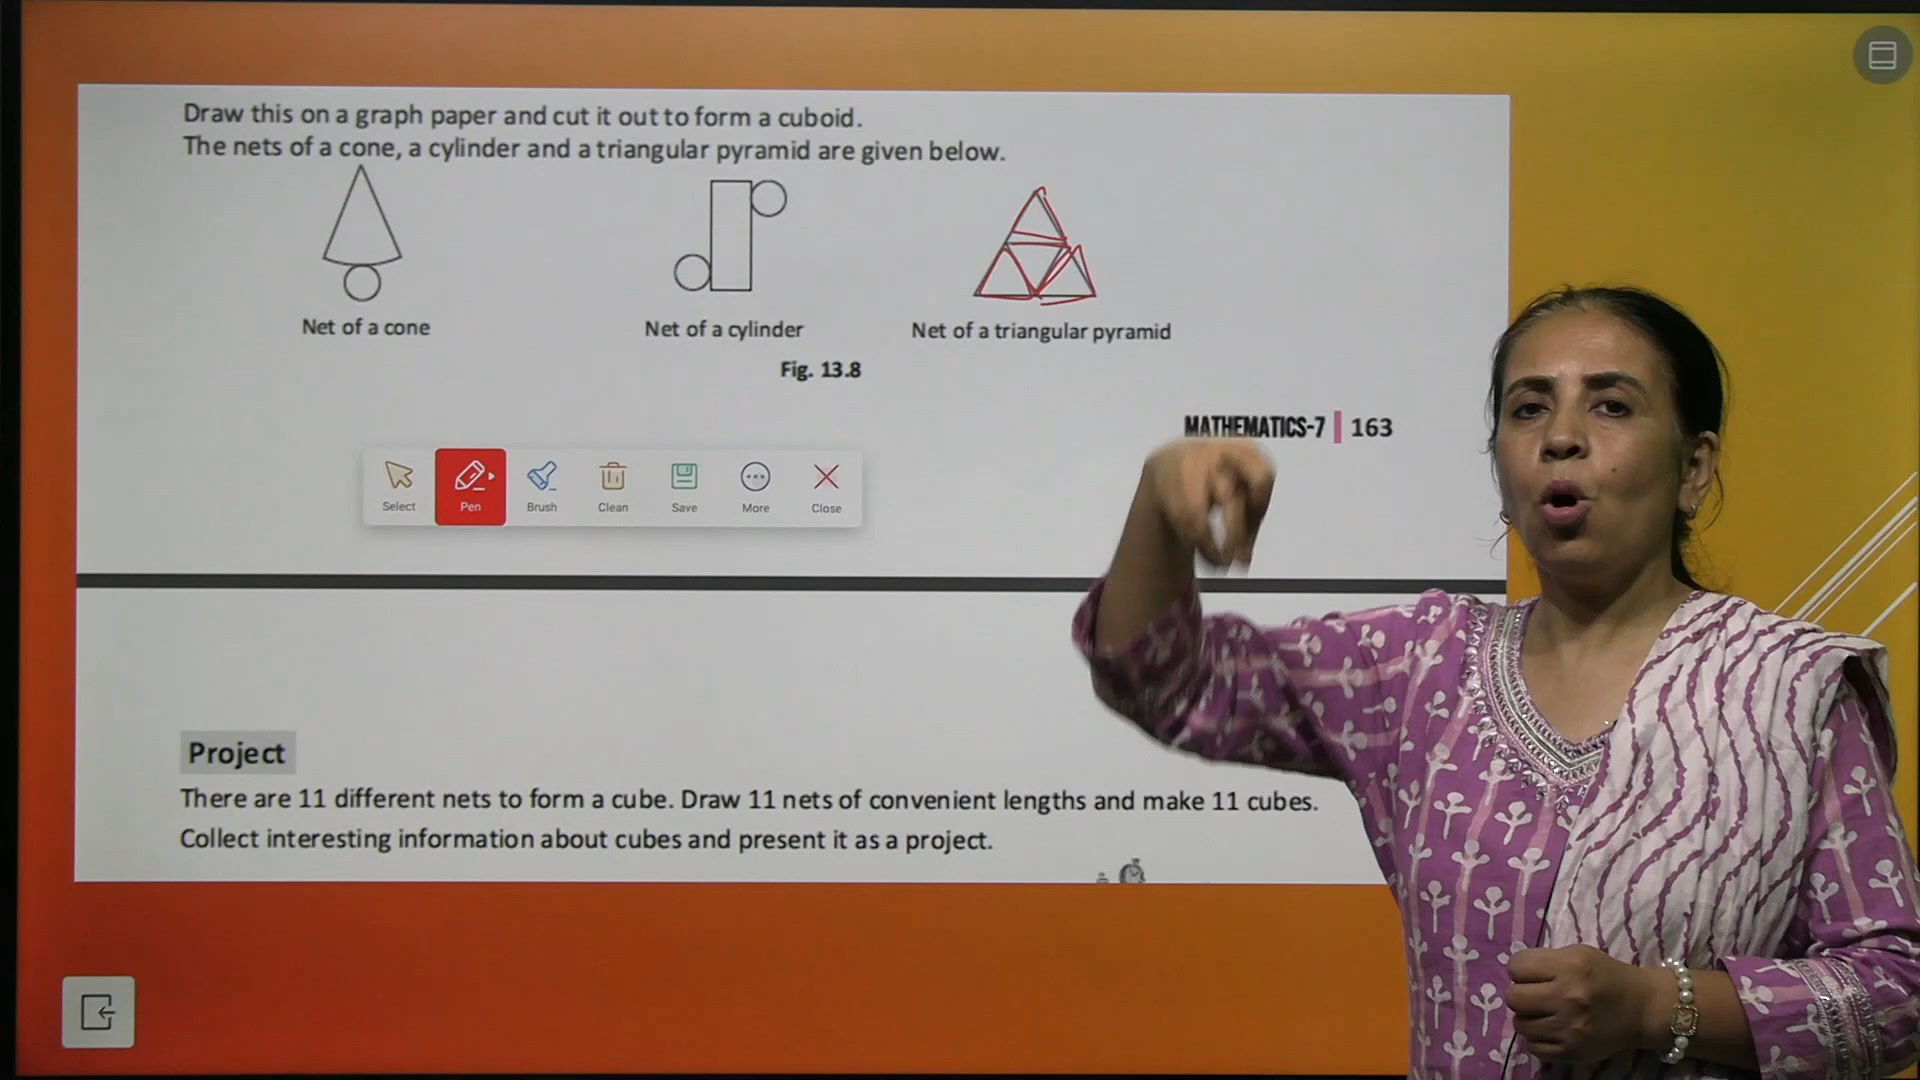 Draw this on a graph paper and cut it out to form a cuboid.
The nets of a cone, a cylinder and a triangular pyramid are given below.
Net of a cone
Net of a cylinder
Net of a triangular pyramid
Fig. 13.8
MATHEMATICS-7 | 163
Select
Pen
Brush
Clean
Save
More
Close
Project
There are 11 different nets to form a cube. Draw 11 nets of convenient lengths and make 11 cubes.
Collect interesting information about cubes and present it as a project.